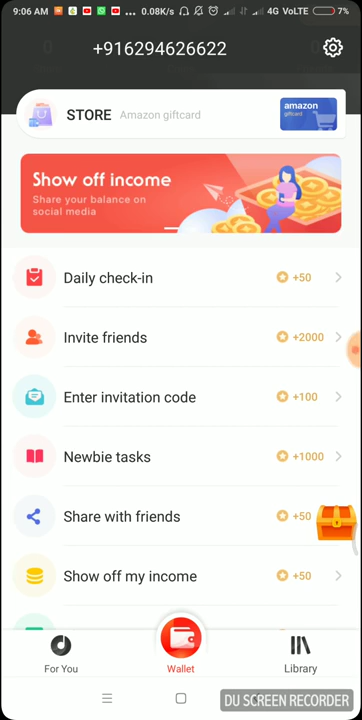 9:06 AM ... 0.08K/s 4G VoLTE 7%
+916294626622
STORE Amazon giftcard
amazon
giftcard
Show off income
Share your balance on
social media
Daily check-in +50
Invite friends +2000
Enter invitation code +100
Newbie tasks +1000
Share with friends +50
Show off my income +50
For You Wallet Library
DU SCREEN RECORDER